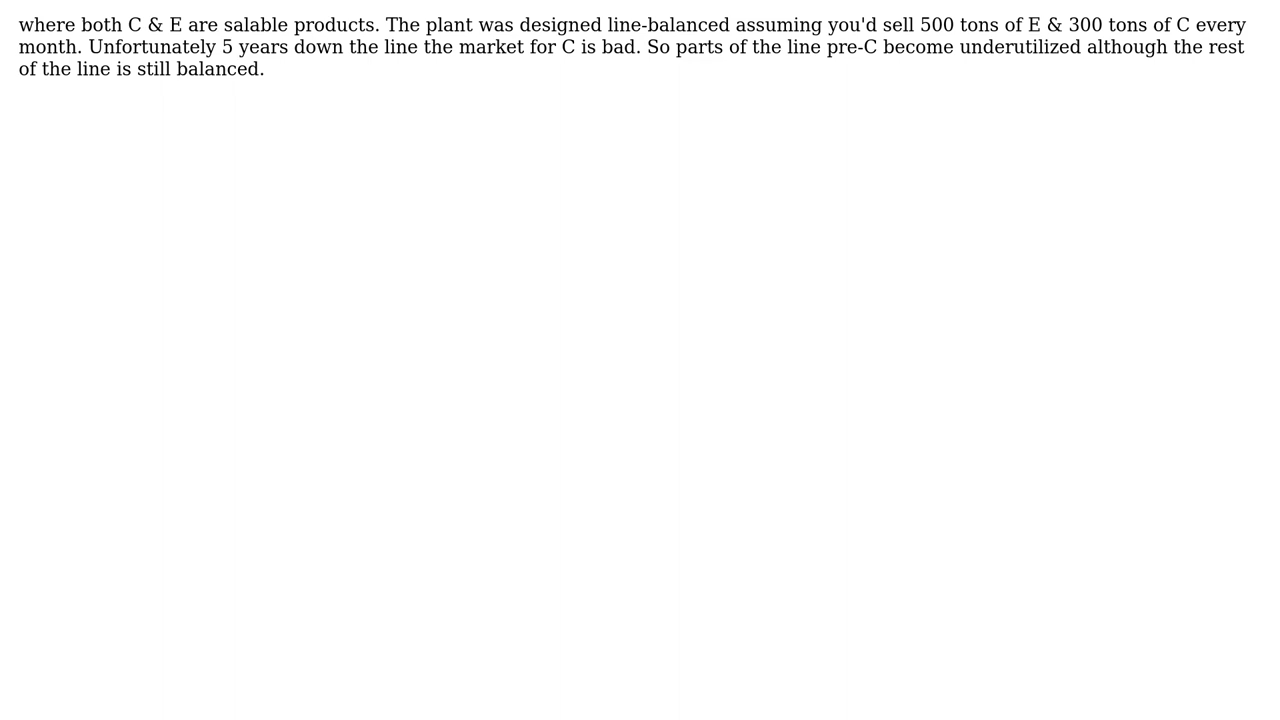 where both C & E are salable products. The plant was designed line-balanced assuming you'd sell 500 tons of E & 300 tons of C every
month. Unfortunately 5 years down the line the market for C is bad. So parts of the line pre-C become underutilized although the rest
of the line is still balanced.